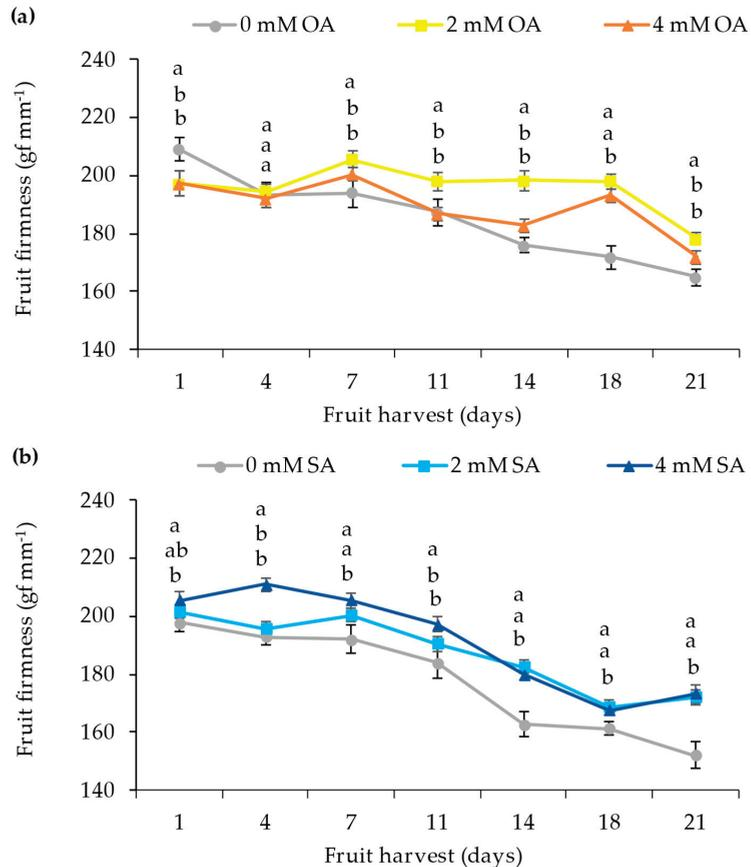 (a)
0 mM OA 2 mM OA 4 mM OA
Fruit firmness (gf mm-1)
240
220
200
180
160
140
a
b
b
a
a
a
a
b
b
a
b
b
a
b
b
a
a
b
a
b
b
1 4 7 11 14 18 21
Fruit harvest (days)
(b)
0 mM SA 2 mM SA 4 mM SA
Fruit firmness (gf mm-1)
240
220
200
180
160
140
a
ab
b
a
b
b
a
a
b
a
b
b
a
a
b
a
a
b
a
a
b
1 4 7 11 14 18 21
Fruit harvest (days)